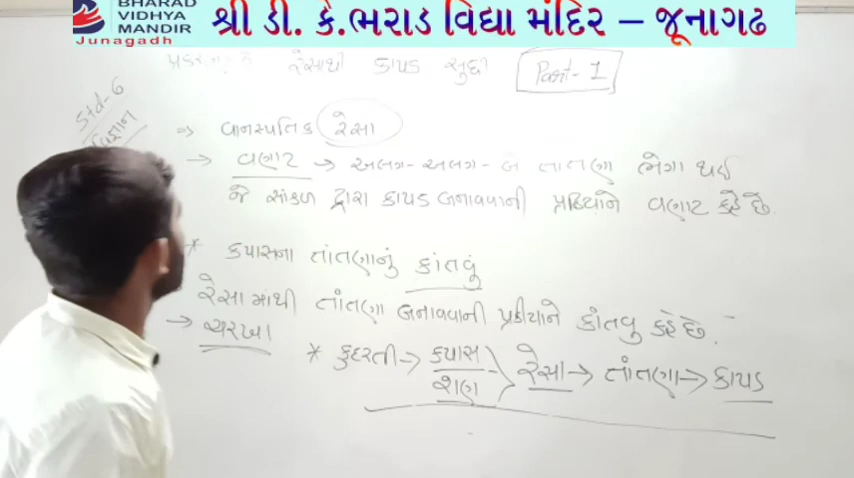 BHARAD
VIDHYA
MANDIR
Junagadh
શ્રી ડી. કે.ભરાડ વિદ્યા મંદિર – જૂનાગઢ
રેસાથી કાપડ સુધી Part-1
Std-6
વિજ્ઞાન
⇒ વાનસ્પતિક રેસા
→ વણાટ → અલગ-અલગ-બે તાંતણા ભેગા થઈ
જે સાંકળ દ્વારા કાપડ બનાવવાની પ્રક્રિયાને વણાટ કહે છે
* કપાસના તાંતણાનું કાંતવું
રેસામાંથી તાંતણા બનાવવાની પ્રક્રીયાને કાંતવુ કહે છે.
→ ચરખા
* કુદરતી → કપાસ શણ > રેસા → તાંતણા → કાપડ